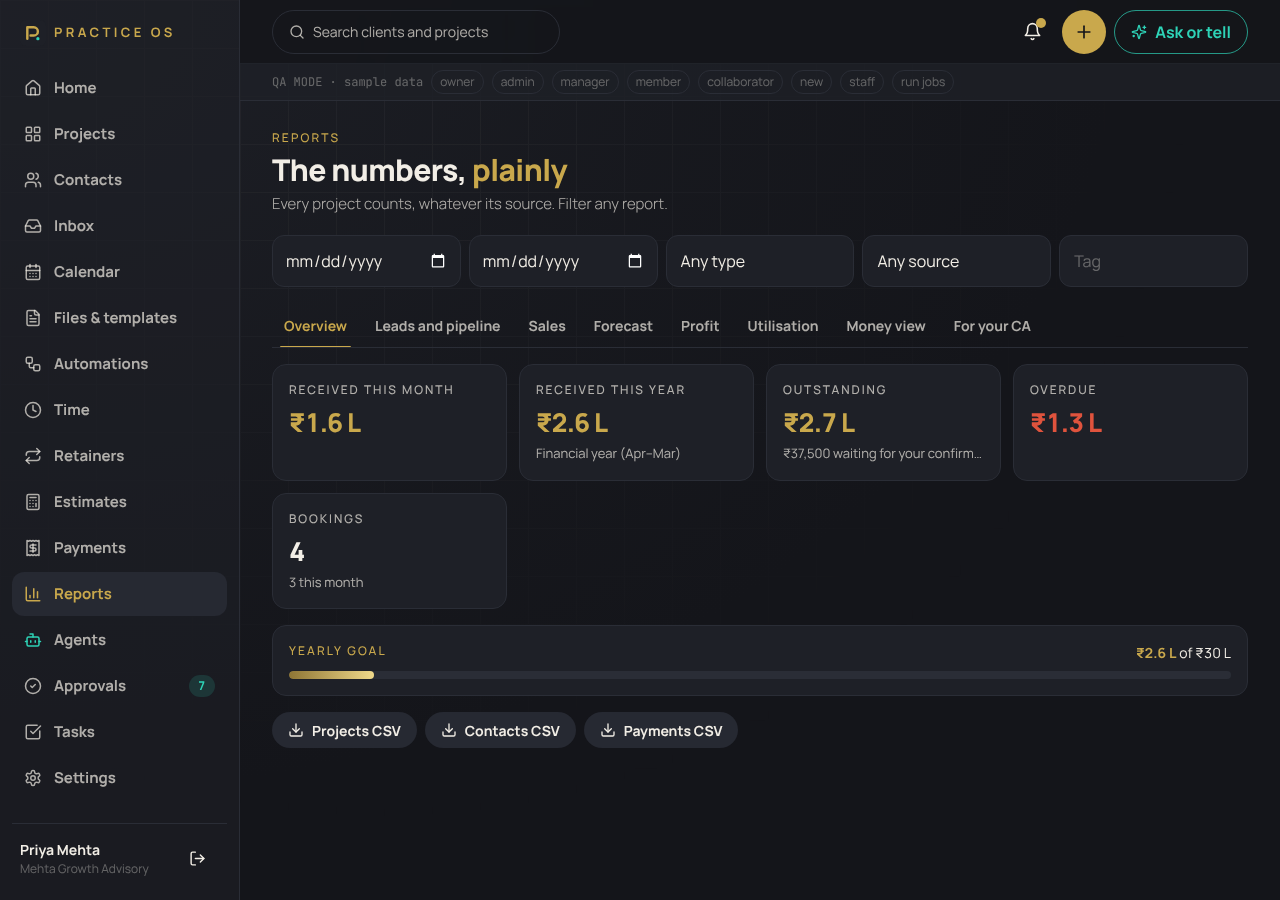 PRACTICE OS
Home
Projects
Contacts
Inbox
Calendar
Files & templates
Automations
Time
Retainers
Estimates
Payments
Reports
Agents
Approvals 7
Tasks
Settings
Priya Mehta
Mehta Growth Advisory
Search clients and projects
Ask or tell
QA MODE · sample data owner admin manager member collaborator new staff run jobs
REPORTS
The numbers, plainly
Every project counts, whatever its source. Filter any report.
mm/dd/yyyy mm/dd/yyyy Any type Any source Tag
Overview Leads and pipeline Sales Forecast Profit Utilisation Money view For your CA
RECEIVED THIS MONTH
₹1.6 L
RECEIVED THIS YEAR
₹2.6 L
Financial year (Apr–Mar)
OUTSTANDING
₹2.7 L
₹37,500 waiting for your confirm...
OVERDUE
₹1.3 L
BOOKINGS
4
3 this month
YEARLY GOAL ₹2.6 L of ₹30 L
Projects CSV Contacts CSV Payments CSV